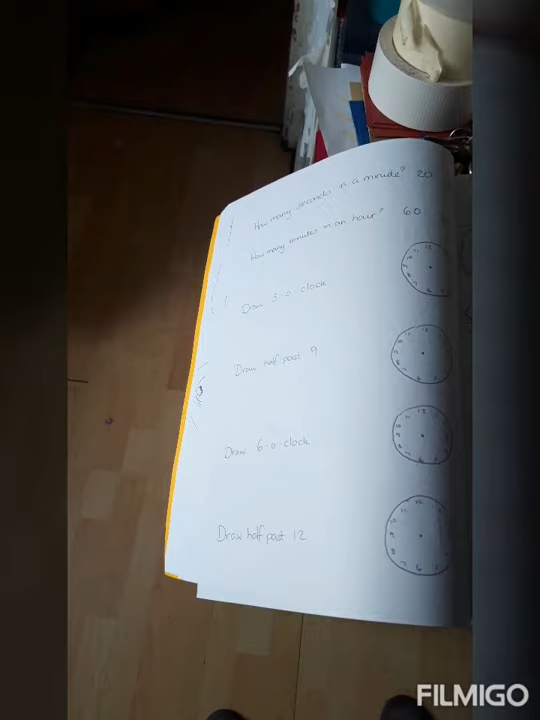 How many seconds in a minute? 20
How many minutes in an hour? 60
Draw 3-o-clock
Draw half past 9
Draw 6-o-clock
Draw half past 12
FILMIGO